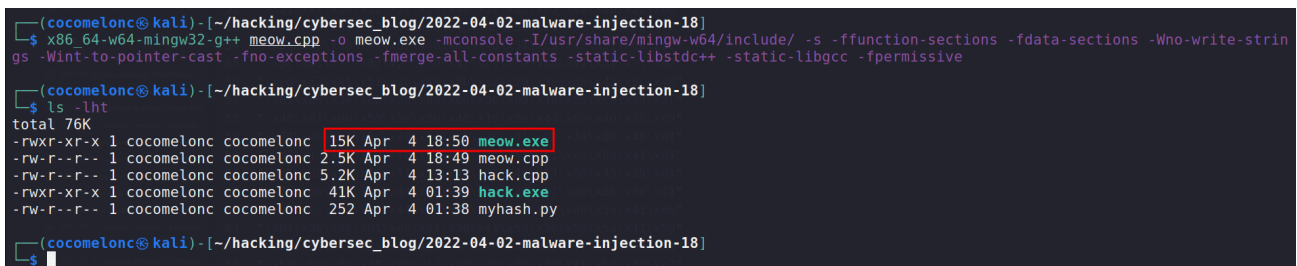 ┌──(cocomelonc㉿kali)-[~/hacking/cybersec_blog/2022-04-02-malware-injection-18]
└─$ x86_64-w64-mingw32-g++ meow.cpp -o meow.exe -mconsole -I/usr/share/mingw-w64/include/ -s -ffunction-sections -fdata-sections -Wno-write-strin
gs -Wint-to-pointer-cast -fno-exceptions -fmerge-all-constants -static-libstdc++ -static-libgcc -fpermissive
┌──(cocomelonc㉿kali)-[~/hacking/cybersec_blog/2022-04-02-malware-injection-18]
└─$ ls -lht
total 76K
-rwxr-xr-x 1 cocomelonc cocomelonc  15K Apr  4 18:50 meow.exe
-rw-r--r-- 1 cocomelonc cocomelonc 2.5K Apr  4 18:49 meow.cpp
-rw-r--r-- 1 cocomelonc cocomelonc 5.2K Apr  4 13:13 hack.cpp
-rwxr-xr-x 1 cocomelonc cocomelonc  41K Apr  4 01:39 hack.exe
-rw-r--r-- 1 cocomelonc cocomelonc  252 Apr  4 01:38 myhash.py
┌──(cocomelonc㉿kali)-[~/hacking/cybersec_blog/2022-04-02-malware-injection-18]
└─$